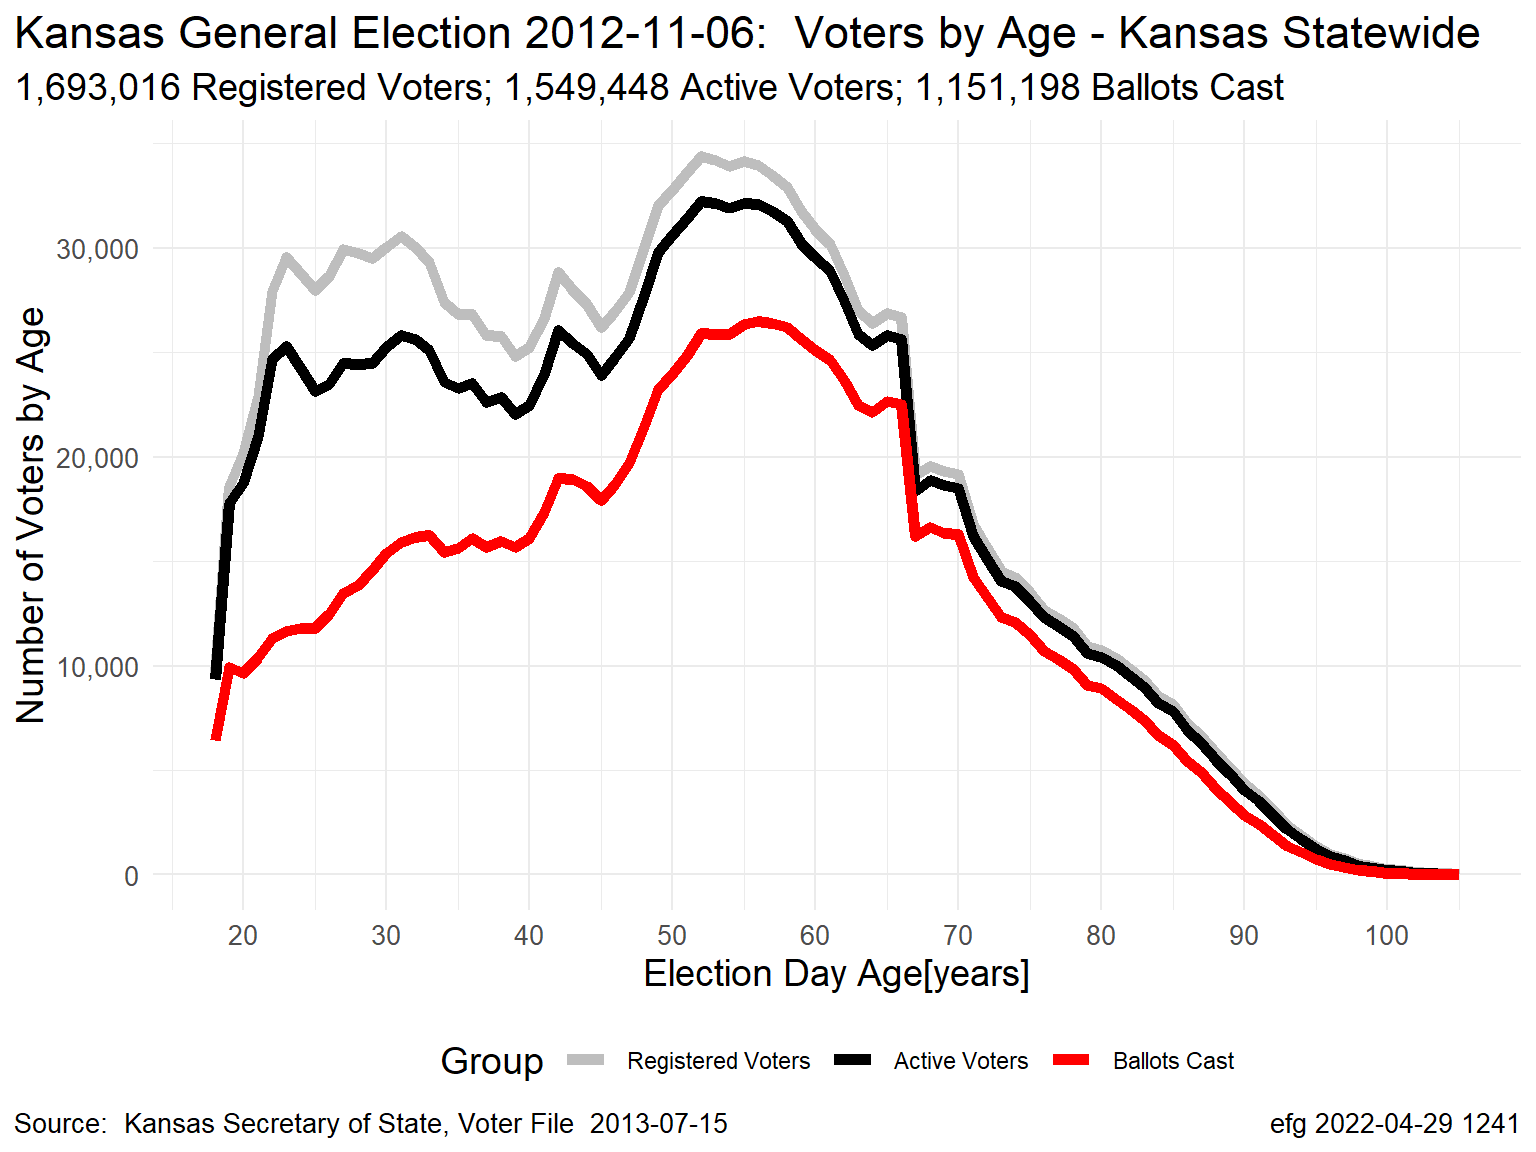 Kansas General Election 2012-11-06:  Voters by Age - Kansas Statewide
1,693,016 Registered Voters; 1,549,448 Active Voters; 1,151,198 Ballots Cast
Number of Voters by Age
30,000
20,000
10,000
0
20 30 40 50 60 70 80 90 100
Election Day Age[years]
Group Registered Voters Active Voters Ballots Cast
Source:  Kansas Secretary of State, Voter File  2013-07-15
efg 2022-04-29 1241